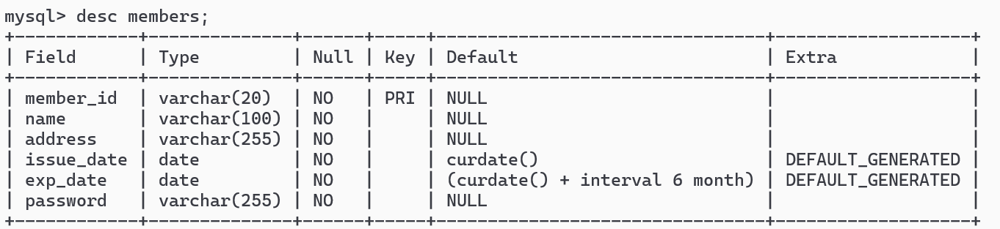 mysql> desc members;
+------------+--------------+------+-----+--------------------------------+-------------------+
| Field      | Type         | Null | Key | Default                        | Extra             |
+------------+--------------+------+-----+--------------------------------+-------------------+
| member_id  | varchar(20)  | NO   | PRI | NULL                           |                   |
| name       | varchar(100) | NO   |     | NULL                           |                   |
| address    | varchar(255) | NO   |     | NULL                           |                   |
| issue_date | date         | NO   |     | curdate()                      | DEFAULT_GENERATED |
| exp_date   | date         | NO   |     | (curdate() + interval 6 month) | DEFAULT_GENERATED |
| password   | varchar(255) | NO   |     | NULL                           |                   |
+------------+--------------+------+-----+--------------------------------+-------------------+